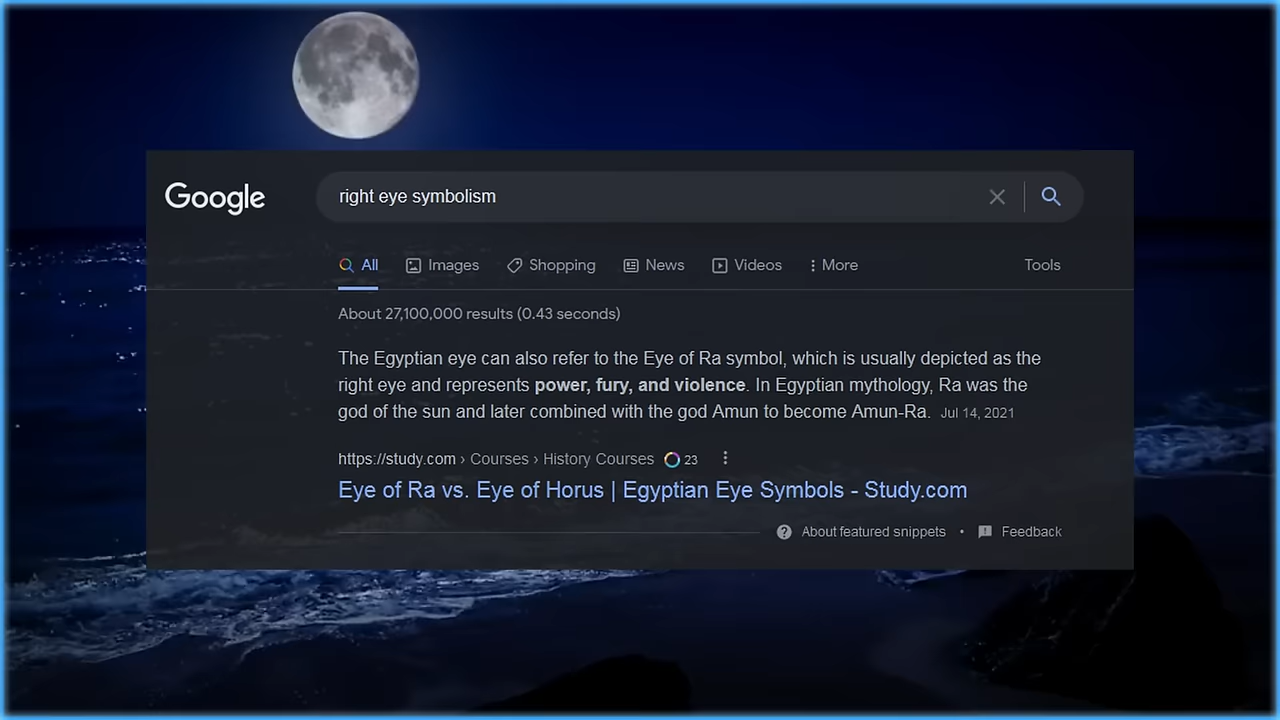 Google
right eye symbolism
All Images Shopping News Videos More Tools
About 27,100,000 results (0.43 seconds)
The Egyptian eye can also refer to the Eye of Ra symbol, which is usually depicted as the
right eye and represents power, fury, and violence. In Egyptian mythology, Ra was the
god of the sun and later combined with the god Amun to become Amun-Ra. Jul 14, 2021
https://study.com › Courses › History Courses 23
Eye of Ra vs. Eye of Horus | Egyptian Eye Symbols - Study.com
About featured snippets • Feedback